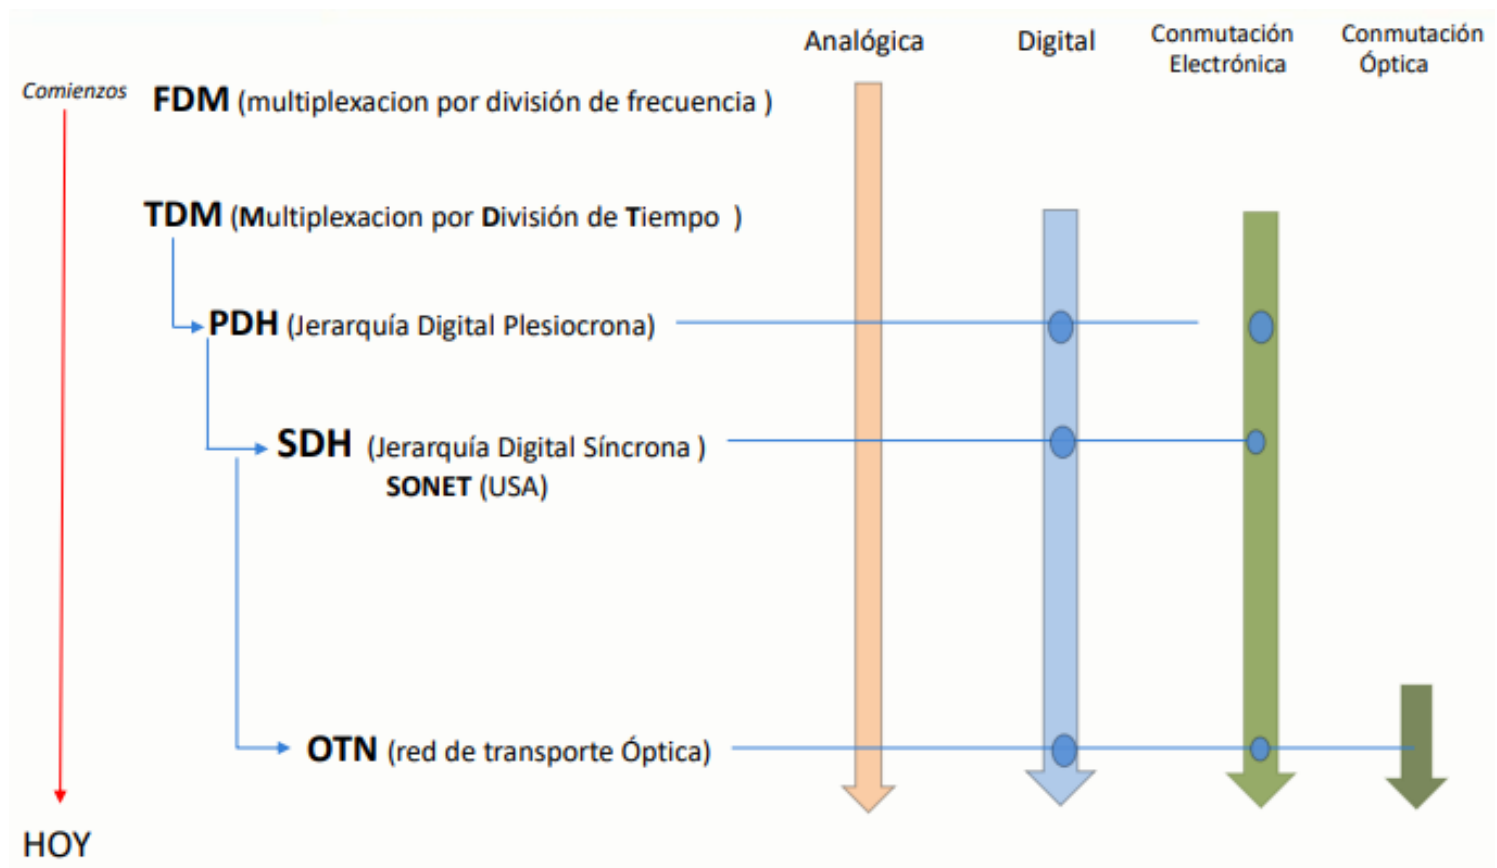 Analógica
Digital
Conmutación
Electrónica
Conmutación
Óptica
Comienzos
FDM (multiplexacion por división de frecuencia )
TDM (Multiplexacion por División de Tiempo )
PDH (Jerarquía Digital Plesiocrona)
SDH (Jerarquía Digital Síncrona )
SONET (USA)
OTN (red de transporte Óptica)
HOY